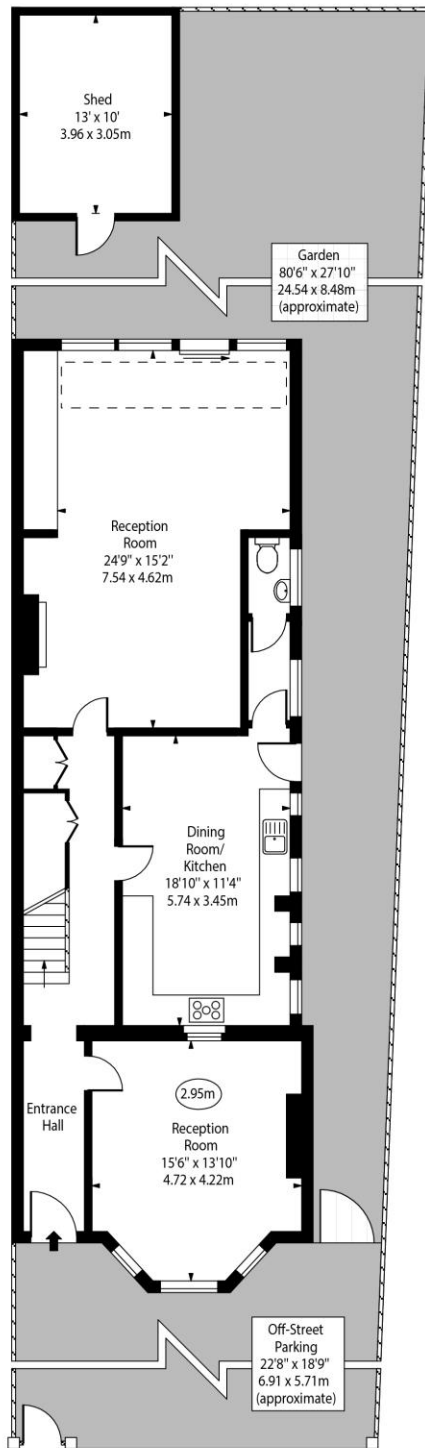 Shed
13' x 10'
3.96 x 3.05m
Garden
80'6" x 27'10"
24.54 x 8.48m
(approximate)
Reception
Room
24'9" x 15'2"
7.54 x 4.62m
Dining
Room/
Kitchen
18'10" x 11'4"
5.74 x 3.45m
2.95m
Reception
Room
15'6" x 13'10"
4.72 x 4.22m
Entrance
Hall
Off-Street
Parking
22'8" x 18'9"
6.91 x 5.71m
(approximate)